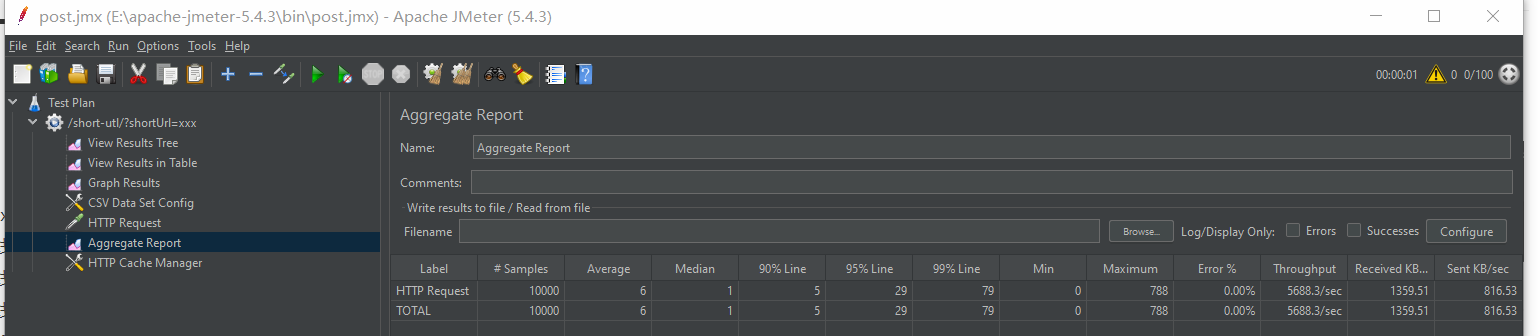 post.jmx (E:\apache-jmeter-5.4.3\bin\post.jmx) - Apache JMeter (5.4.3)
File Edit Search Run Options Tools Help
STOP 00:00:01 0 0/100
Test Plan
/short-utl/?shortUrl=xxx
View Results Tree
View Results in Table
Graph Results
CSV Data Set Config
HTTP Request
Aggregate Report
HTTP Cache Manager
Aggregate Report
Name: Aggregate Report
Comments:
Write results to file / Read from file
Filename Browse... Log/Display Only: Errors Successes Configure
Label # Samples Average Median 90% Line 95% Line 99% Line Min Maximum Error % Throughput Received KB... Sent KB/sec
HTTP Request 10000 6 1 5 29 79 0 788 0.00% 5688.3/sec 1359.51 816.53
TOTAL 10000 6 1 5 29 79 0 788 0.00% 5688.3/sec 1359.51 816.53